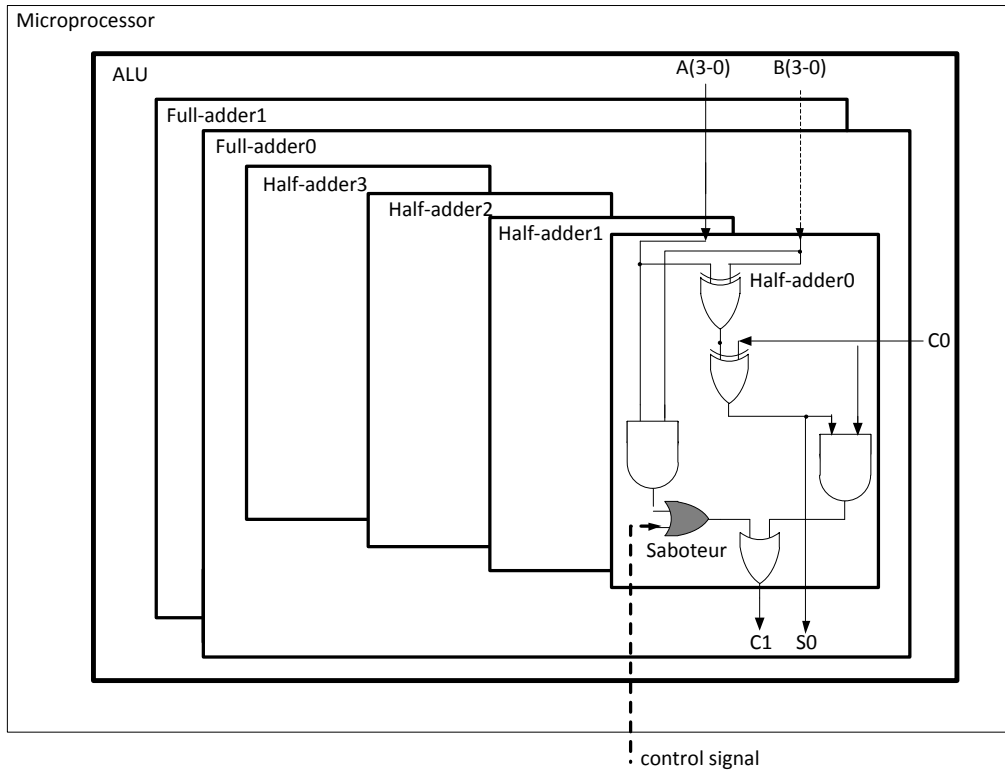 Microprocessor
ALU
A(3-0)
B(3-0)
Full-adder1
Full-adder0
Half-adder3
Half-adder2
Half-adder1
Half-adder0
C0
Saboteur
C1
S0
control signal